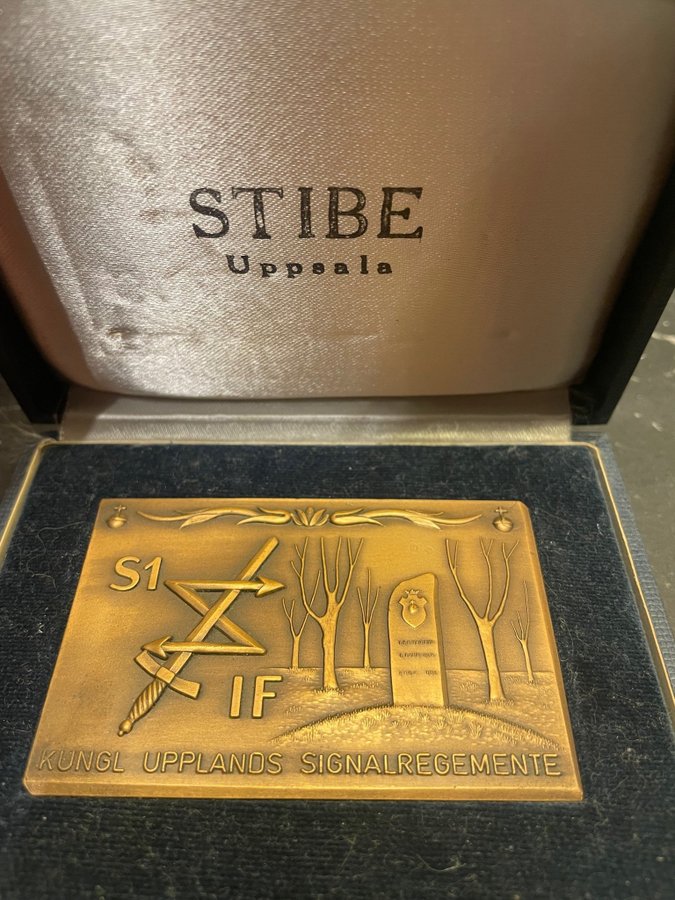 STIBE
Uppsala
S1
IF
KUNGL UPPLANDS SIGNALREGEMENTE